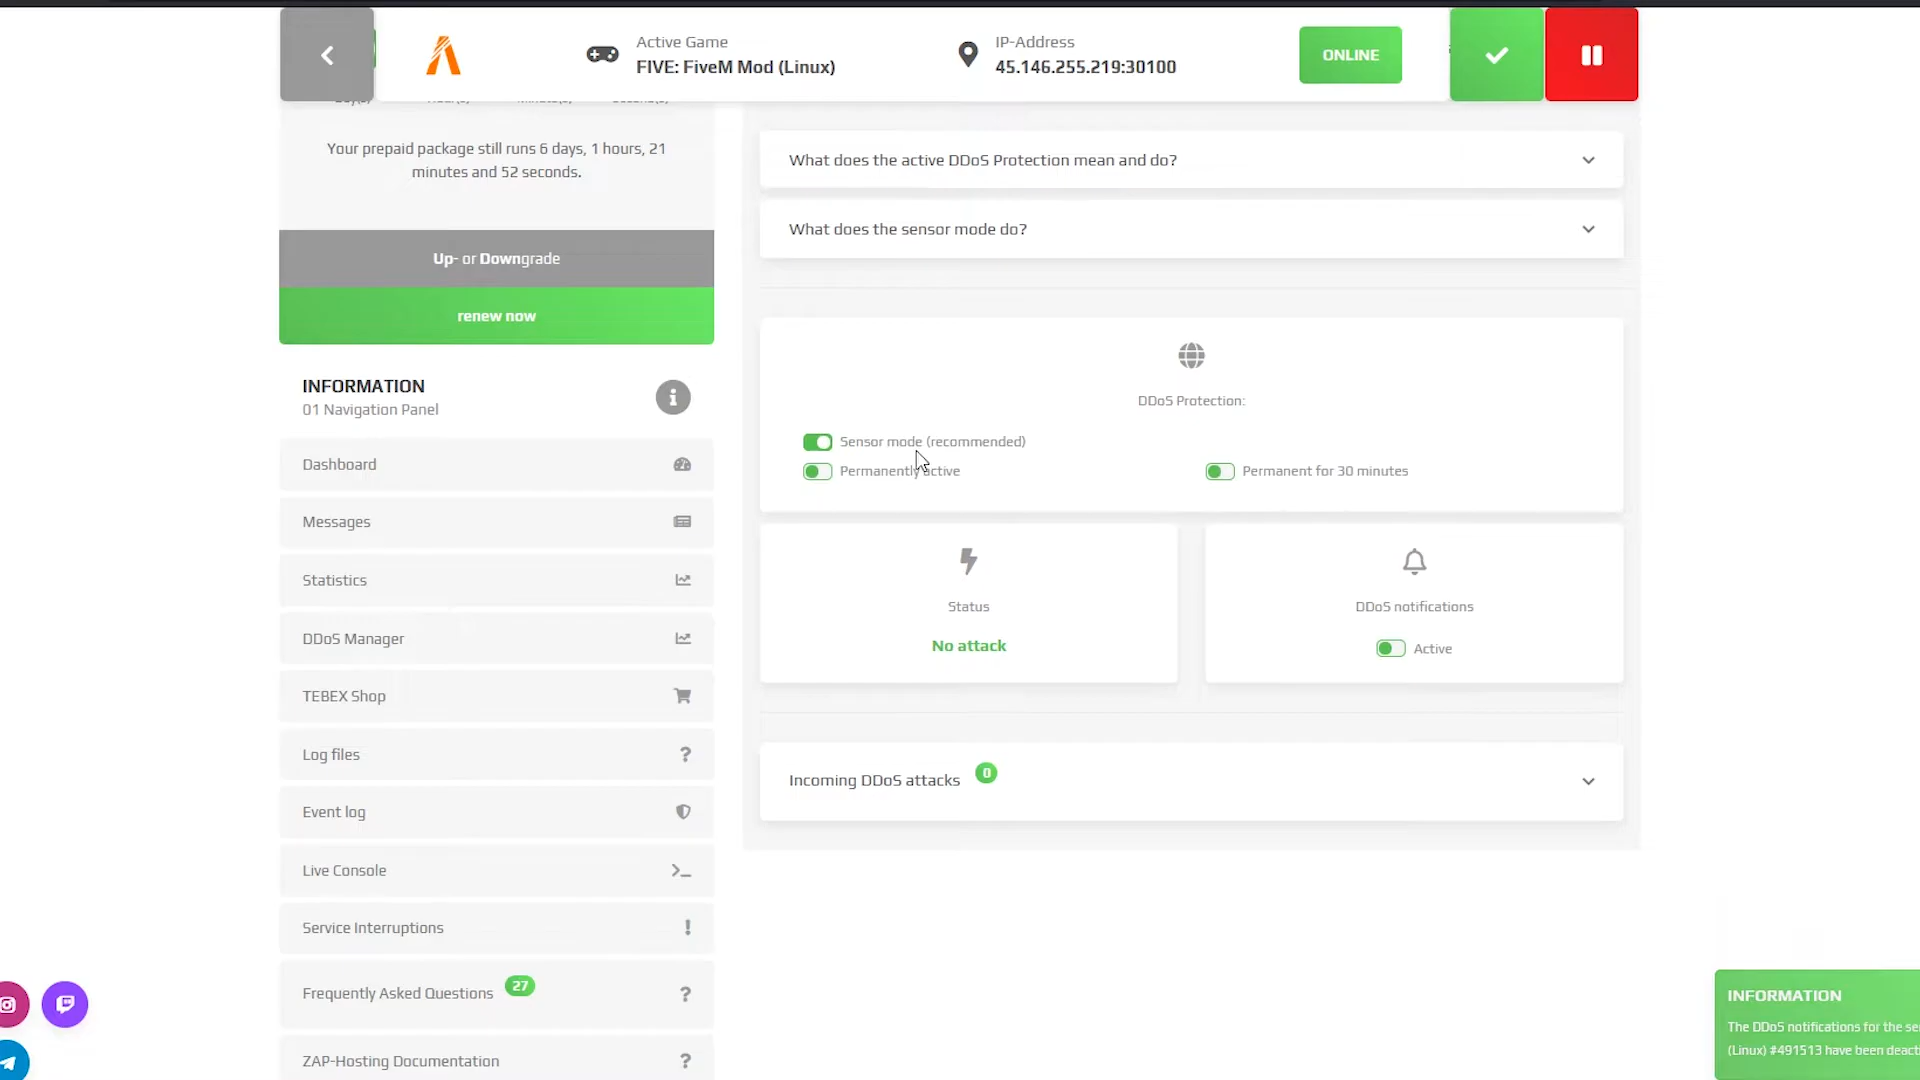 Active Game
FIVE: FiveM Mod (Linux)
IP-Address
45.146.255.219:30100
ONLINE
Your prepaid package still runs 6 days, 1 hours, 21
minutes and 52 seconds.
Up- or Downgrade
renew now
INFORMATION
01 Navigation Panel
Dashboard
Messages
Statistics
DDoS Manager
TEBEX Shop
Log files
Event log
Live Console
Service Interruptions
Frequently Asked Questions 27
ZAP-Hosting Documentation
What does the active DDoS Protection mean and do?
What does the sensor mode do?
DDoS Protection:
Sensor mode (recommended)
Permanently active
Permanent for 30 minutes
Status
No attack
DDoS notifications
Active
Incoming DDoS attacks 0
INFORMATION
The DDoS notifications for the se
(Linux) #491513 have been deacti